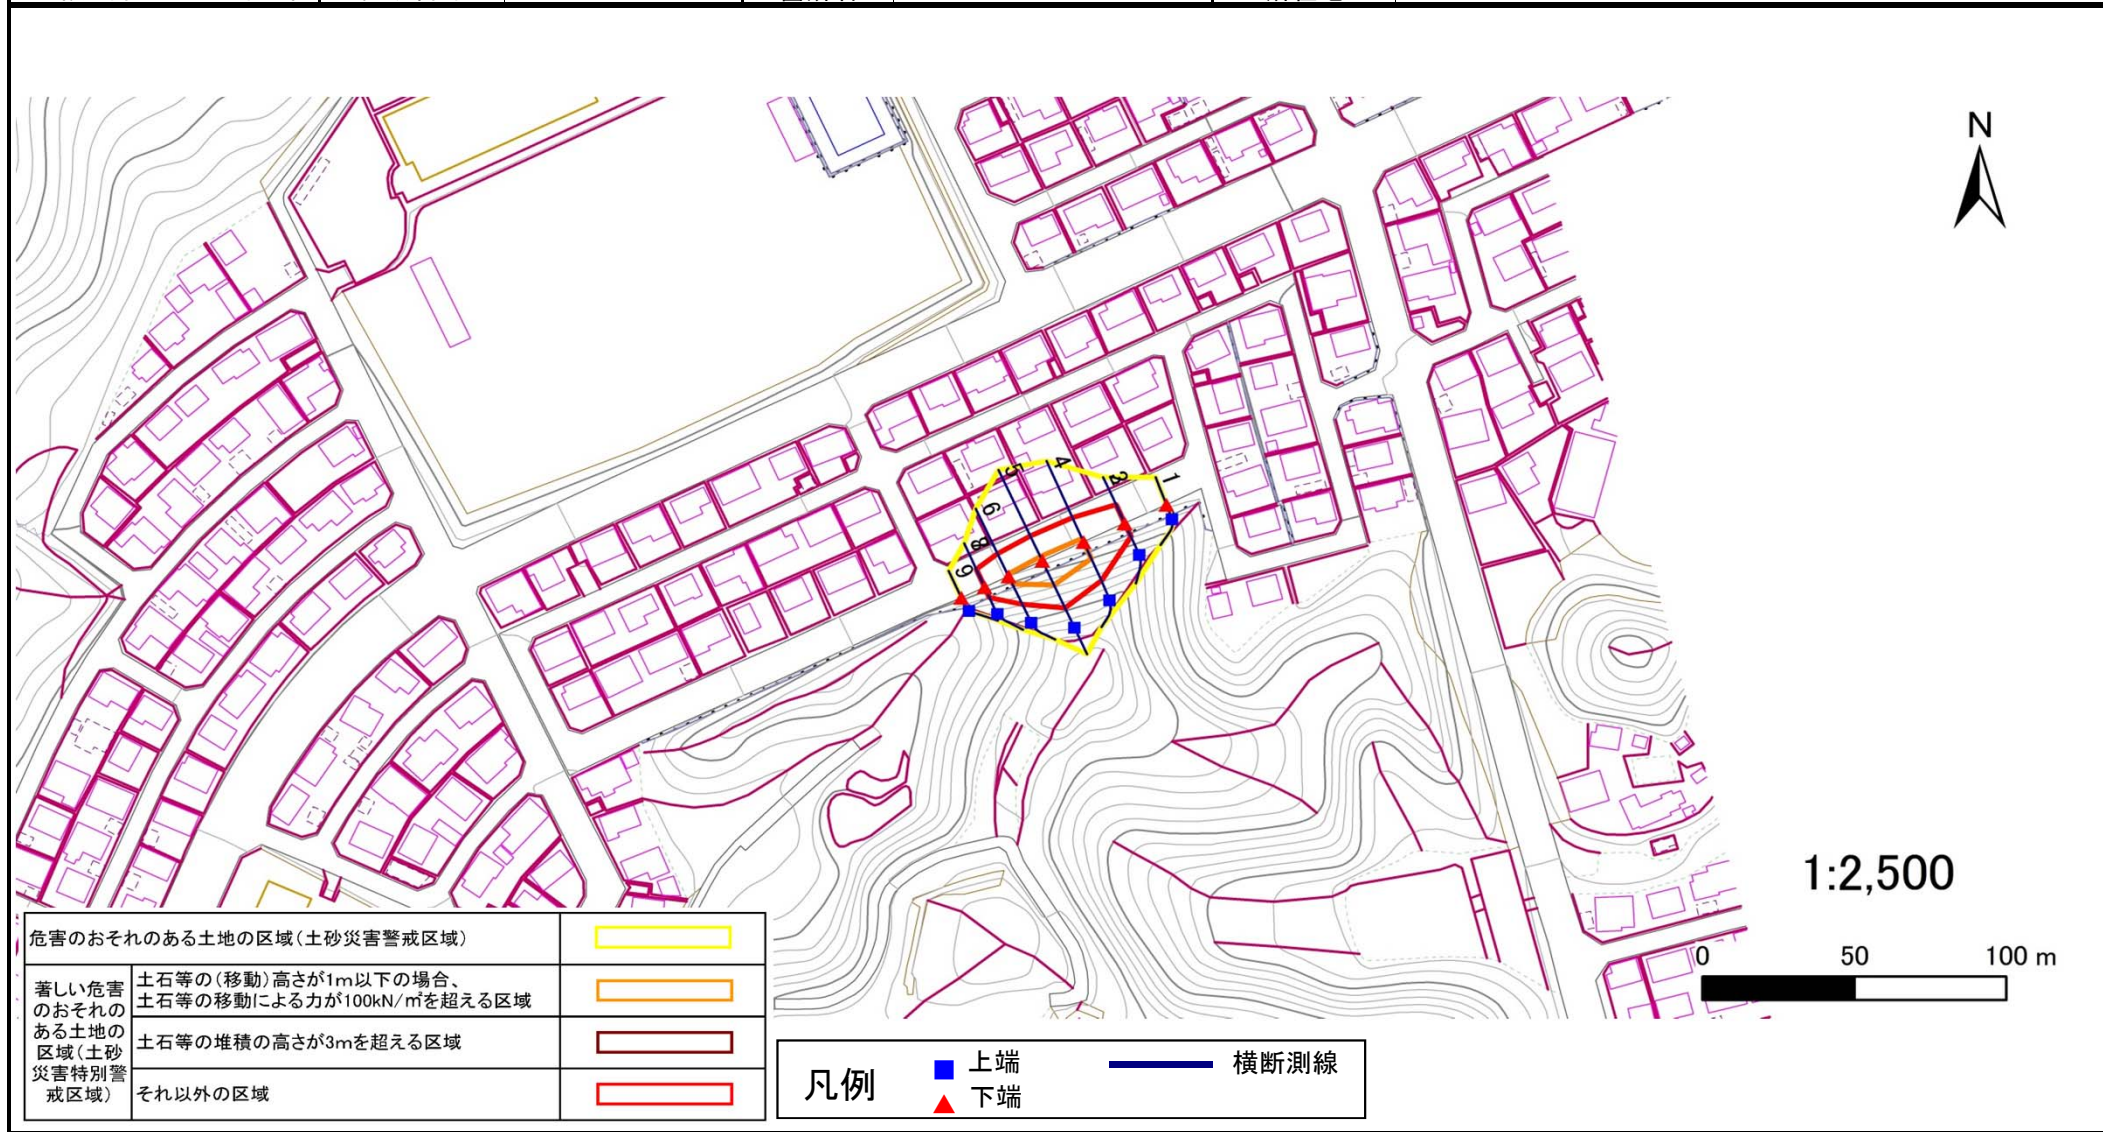 N
5
4
2
1
6
8
9
1:2,500
0 50 100 m
危害のおそれのある土地の区域(土砂災害警戒区域)
著しい危害
のおそれの
ある土地の
区域(土砂
災害特別警
戒区域)
土石等の(移動)高さが1m以下の場合、
土石等の移動による力が100kN/㎡を超える区域
土石等の堆積の高さが3mを超える区域
それ以外の区域
凡例
上端
下端
横断測線